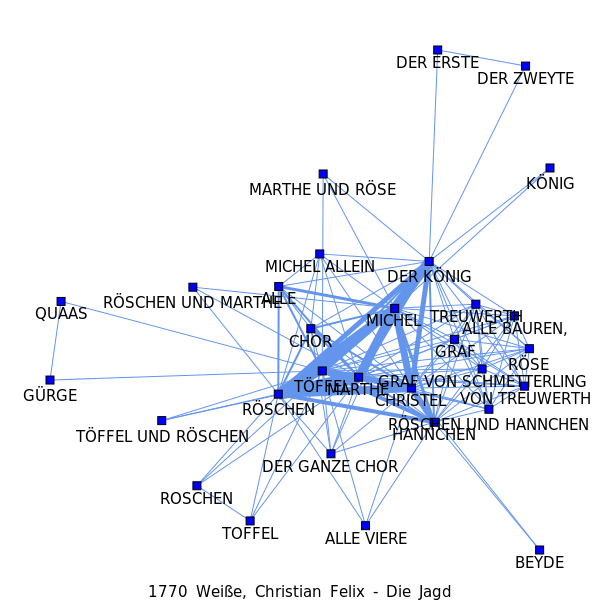 DER ERSTE
DER ZWEYTE
KÖNIG
MARTHE UND RÖSE
MICHEL ALLEIN
DER KÖNIG
RÖSCHEN UND MARTHE
ALLE
QUAAS
TREUWERTH
MICHEL
ALLE BAUREN,
CHOR
GRAF
RÖSE
GRAF VON SCHMETTERLING
TÖFFEL
MARTHE
GÜRGE
CHRISTEL
VON TREUWERTH
RÖSCHEN
RÖSCHEN UND HANNCHEN
HANNCHEN
TÖFFEL UND RÖSCHEN
DER GANZE CHOR
ROSCHEN
TOFFEL
ALLE VIERE
BEYDE
1770 Weiße, Christian Felix - Die Jagd